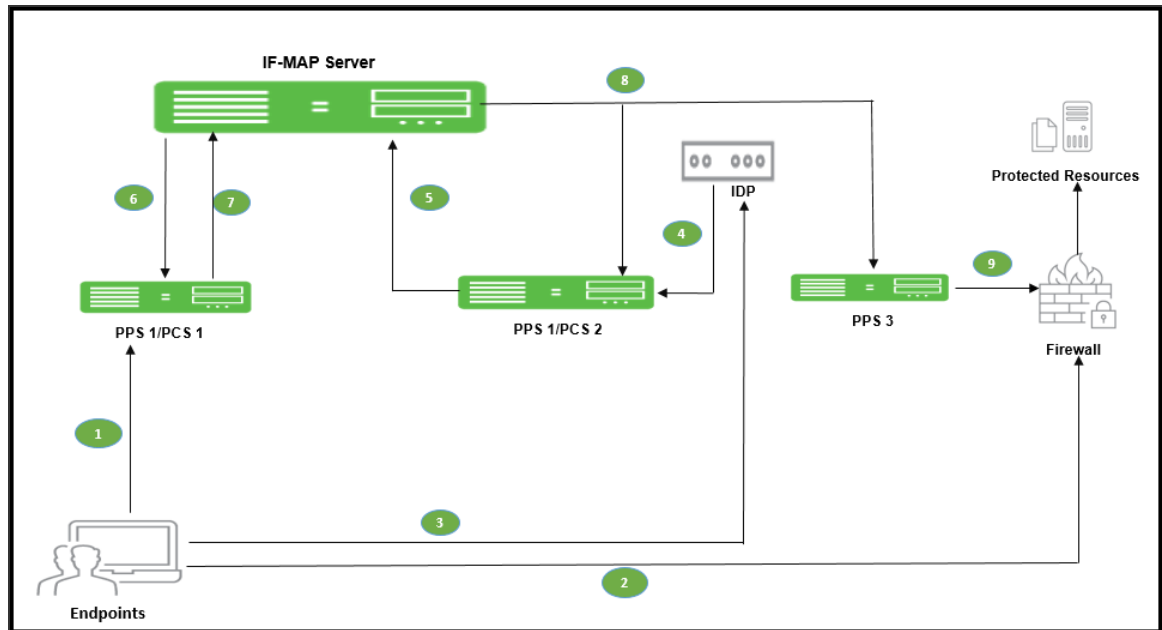 IF-MAP Server
8
Protected Resources
IDP
6
7
5
4
9
PPS 1/PCS 1
PPS 1/PCS 2
PPS 3
Firewall
1
3
2
Endpoints